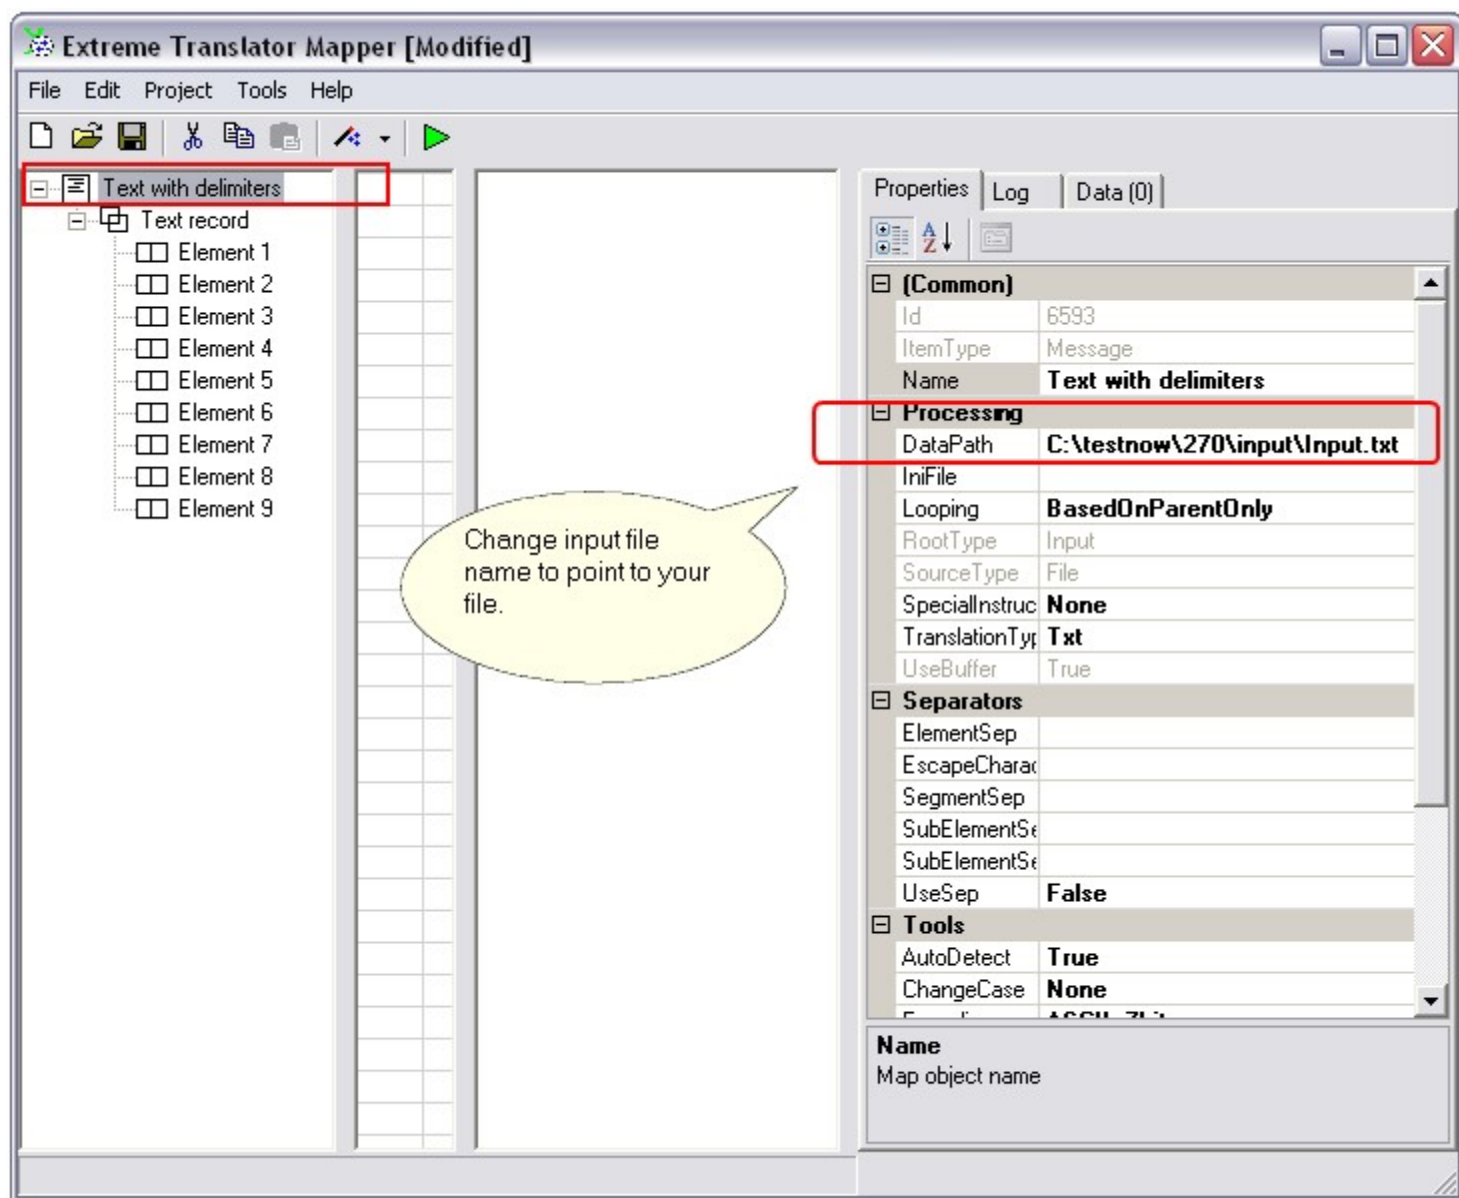 Extreme Translator Mapper [Modified]
File Edit Project Tools Help
Text with delimiters
Text record
Element 1
Element 2
Element 3
Element 4
Element 5
Element 6
Element 7
Element 8
Element 9
Change input file
name to point to your
file.
Properties Log Data (0)
(Common)
Id 6593
ItemType Message
Name Text with delimiters
Processing
DataPath C:\testnow\270\input\Input.txt
IniFile
Looping BasedOnParentOnly
RootType Input
SourceType File
SpecialInstruc None
TranslationTyp Txt
UseBuffer True
Separators
ElementSep
EscapeCharac
SegmentSep
SubElementSe
SubElementSe
UseSep False
Tools
AutoDetect True
ChangeCase None
Name
Map object name